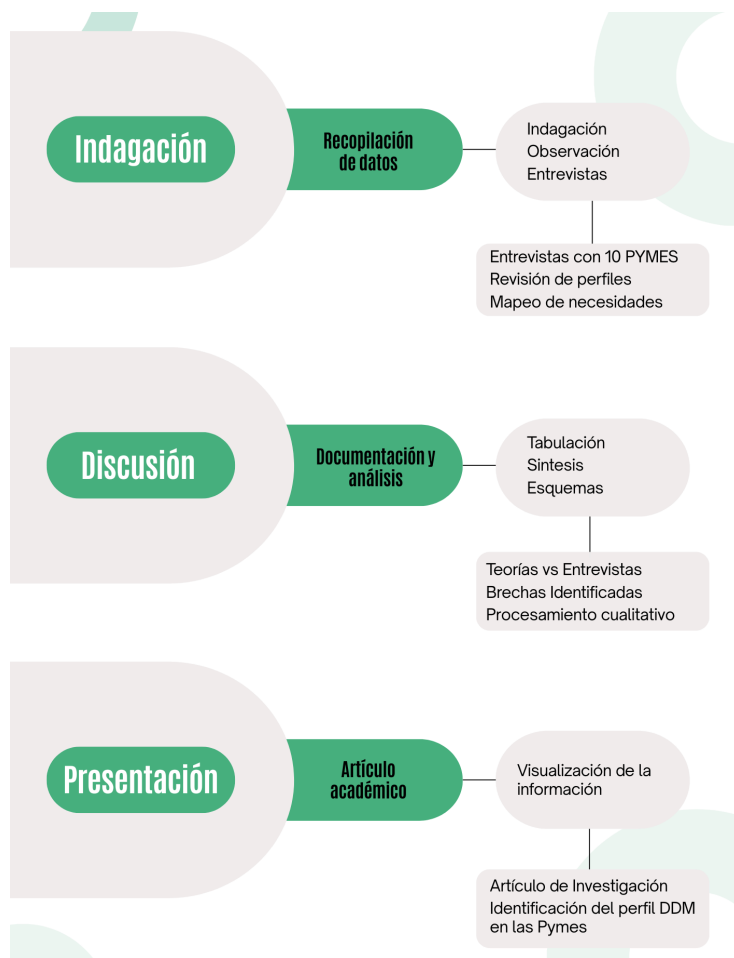 Indagación
Recopilación
de datos
Indagación
Observación
Entrevistas
Entrevistas con 10 PYMES
Revisión de perfiles
Mapeo de necesidades
Discusión
Documentación y
análisis
Tabulación
Sintesis
Esquemas
Teorías vs Entrevistas
Brechas Identificadas
Procesamiento cualitativo
Presentación
Artículo
académico
Visualización de la
información
Artículo de Investigación
Identificación del perfil DDM
en las Pymes